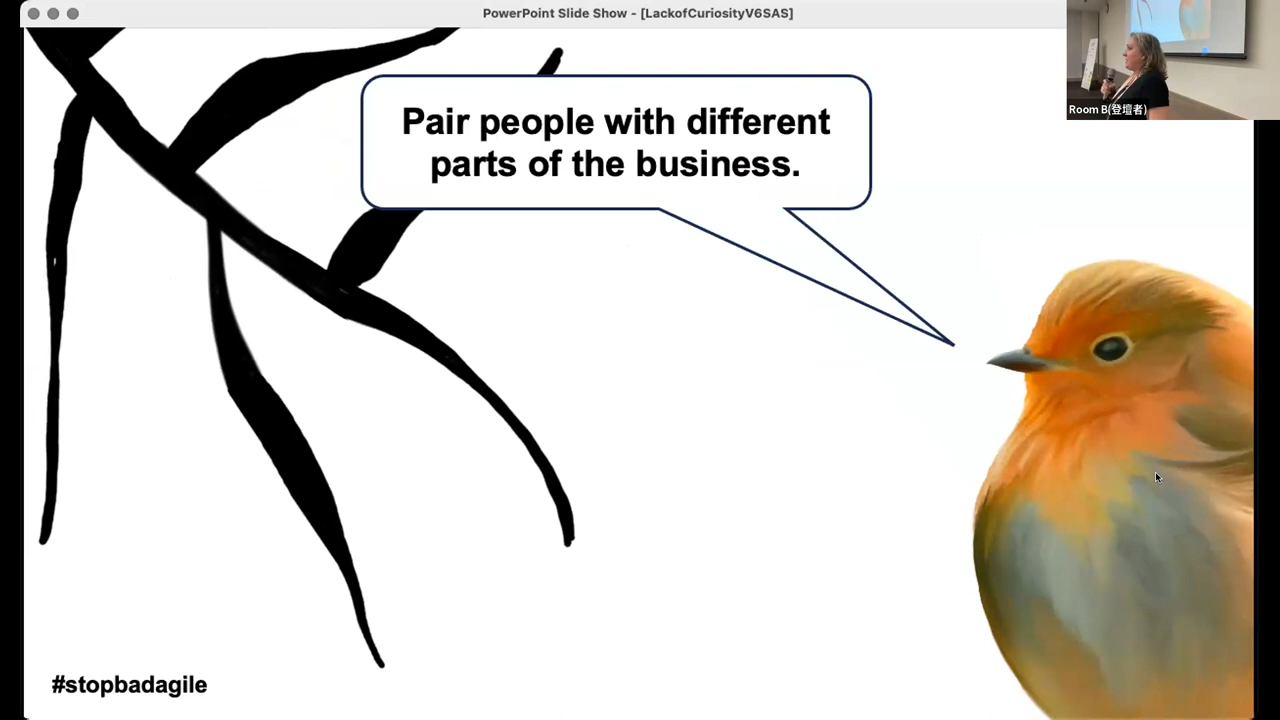 PowerPoint Slide Show - [LackofCuriosityV6SAS]
Room B(登壇者)
Pair people with different
parts of the business.
#stopbadagile